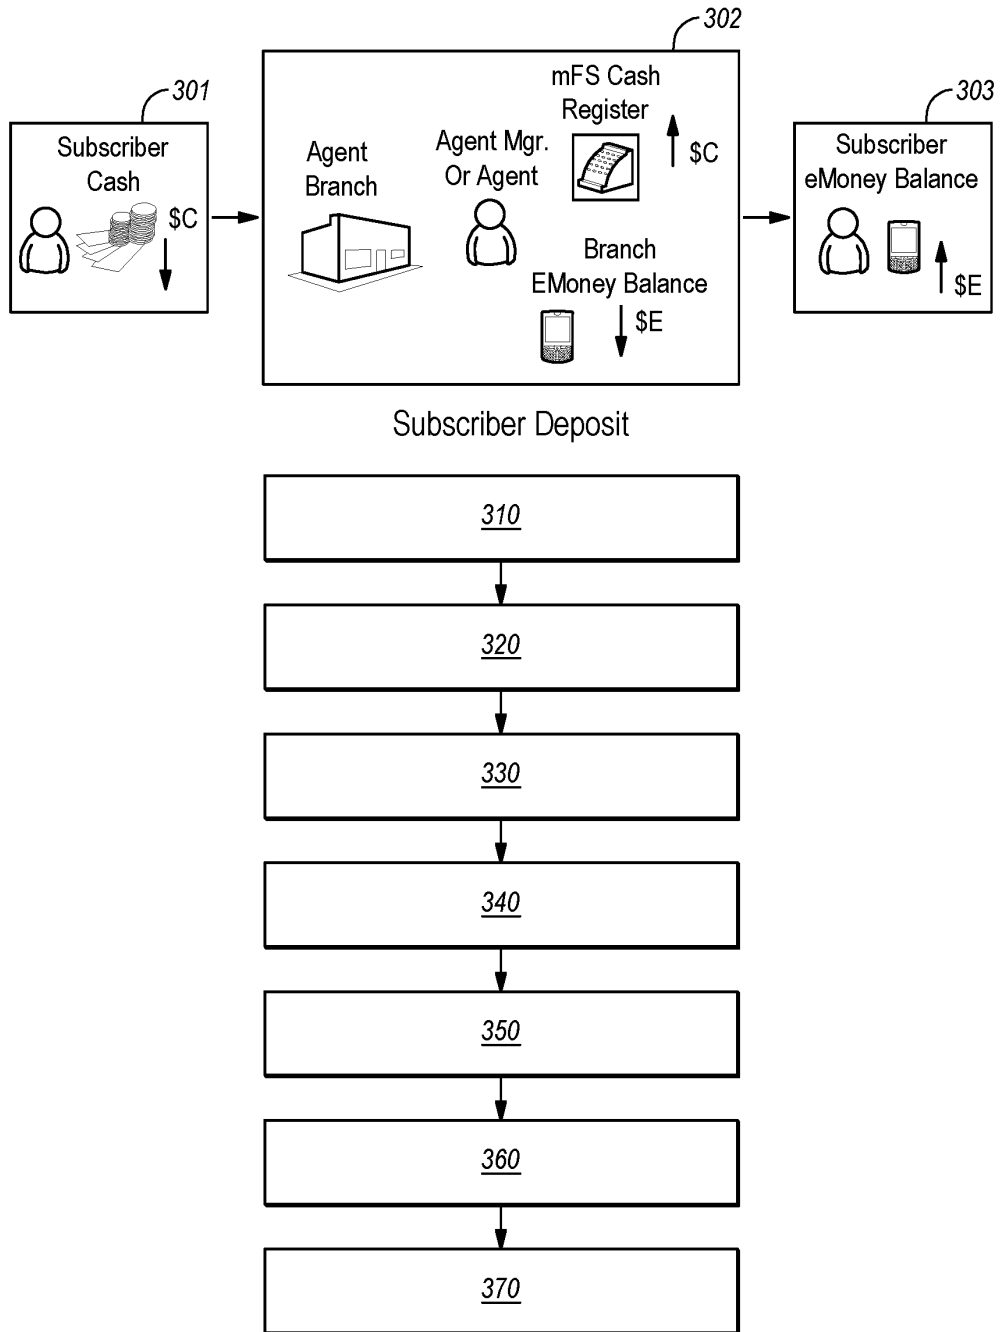 301
Subscriber
Cash
$C
302
Agent
Branch
Agent Mgr.
Or Agent
mFS Cash
Register
$C
Branch
EMoney Balance
$E
303
Subscriber
eMoney Balance
$E
Subscriber Deposit
310
320
330
340
350
360
370